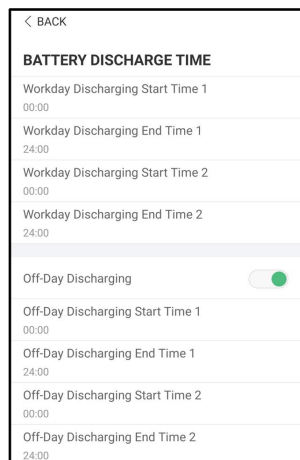 < BACK
BATTERY DISCHARGE TIME
Workday Discharging Start Time 1
00:00
Workday Discharging End Time 1
24:00
Workday Discharging Start Time 2
00:00
Workday Discharging End Time 2
24:00
Off-Day Discharging
Off-Day Discharging Start Time 1
00:00
Off-Day Discharging End Time 1
24:00
Off-Day Discharging Start Time 2
00:00
Off-Day Discharging End Time 2
24:00